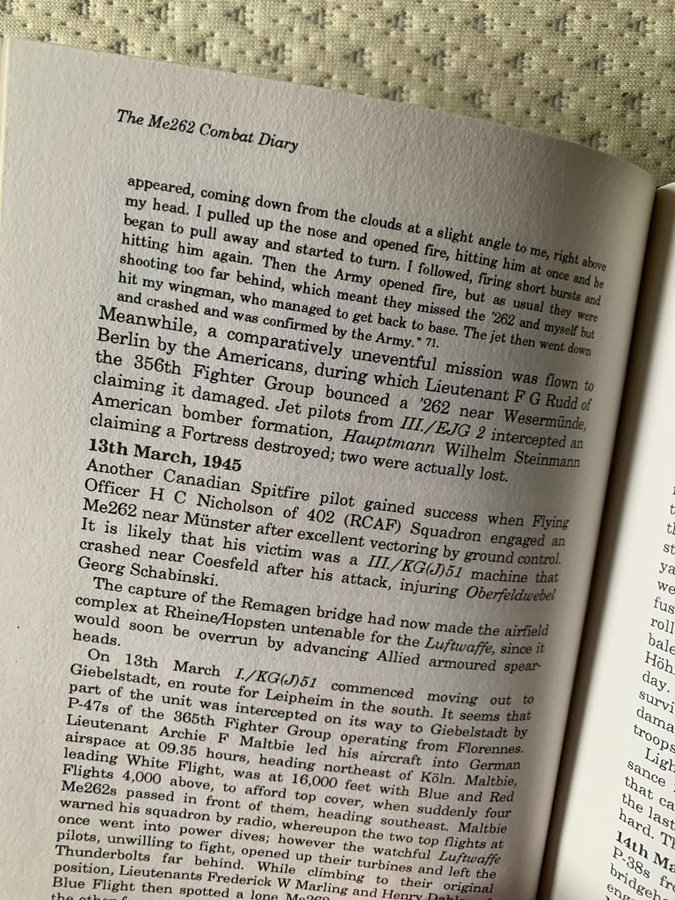 The Me262 Combat Diary
appeared, coming down from the clouds at a slight angle to me, right above
my head. I pulled up the nose and opened fire, hitting him at once and he
began to pull away and started to turn. I followed, firing short bursts and
hitting him again. Then the Army opened fire, but as usual they were
shooting too far behind, which meant they missed the '262 and myself but
hit my wingman, who managed to get back to base. The jet then went down
and crashed and was confirmed by the Army." 71.
Meanwhile, a comparatively uneventful mission was flown to
Berlin by the Americans, during which Lieutenant F G Rudd of
the 356th Fighter Group bounced a '262 near Wesermünde,
claiming it damaged. Jet pilots from III./EJG 2 intercepted an
American bomber formation, Hauptmann Wilhelm Steinmann
claiming a Fortress destroyed; two were actually lost.
13th March, 1945
Another Canadian Spitfire pilot gained success when Flying
Officer H C Nicholson of 402 (RCAF) Squadron engaged an
Me262 near Münster after excellent vectoring by ground control.
It is likely that his victim was a III./KG(J)51 machine that
crashed near Coesfeld after his attack, injuring Oberfeldwebel
Georg Schabinski.
The capture of the Remagen bridge had now made the airfield
complex at Rheine/Hopsten untenable for the Luftwaffe, since it
would soon be overrun by advancing Allied armoured spear-
heads.
On 13th March I./KG(J)51 commenced moving out to
Giebelstadt, en route for Leipheim in the south. It seems that
part of the unit was intercepted on its way to Giebelstadt by
P-47s of the 365th Fighter Group operating from Florennes.
Lieutenant Archie F Maltbie led his aircraft into German
airspace at 09.35 hours, heading northeast of Köln. Maltbie,
leading White Flight, was at 16,000 feet with Blue and Red
Flights 4,000 above, to afford top cover, when suddenly four
Me262s passed in front of them, heading southeast. Maltbie
warned his squadron by radio, whereupon the two top flights at
once went into power dives; however the watchful Luftwaffe
pilots, unwilling to fight, opened up their turbines and left the
Thunderbolts far behind. While climbing to their original
position, Lieutenants Frederick W Marling and Henry
Blue Flight then spotted a lone
14th
P-38s